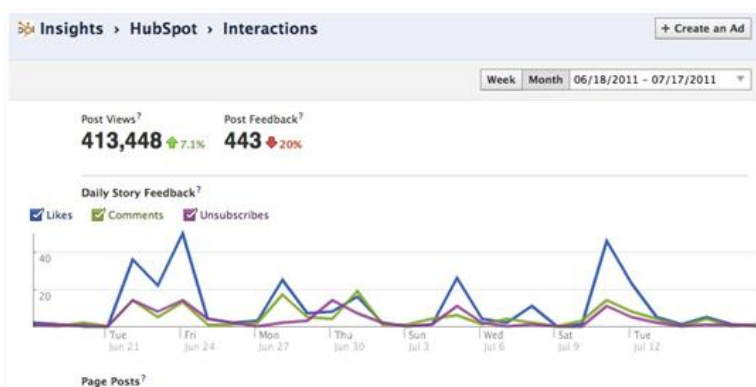 Insights › HubSpot › Interactions
+ Create an Ad
Week Month 06/18/2011 - 07/17/2011
Post Views? Post Feedback?
413,448 7.1% 443 20%
Daily Story Feedback?
Likes Comments Unsubscribes
40
20
Tue Fri Mon Thu Sun Wed Sat Tue
Jun 21 Jun 24 Jun 27 Jun 30 Jul 3 Jul 6 Jul 9 Jul 12
Page Posts?